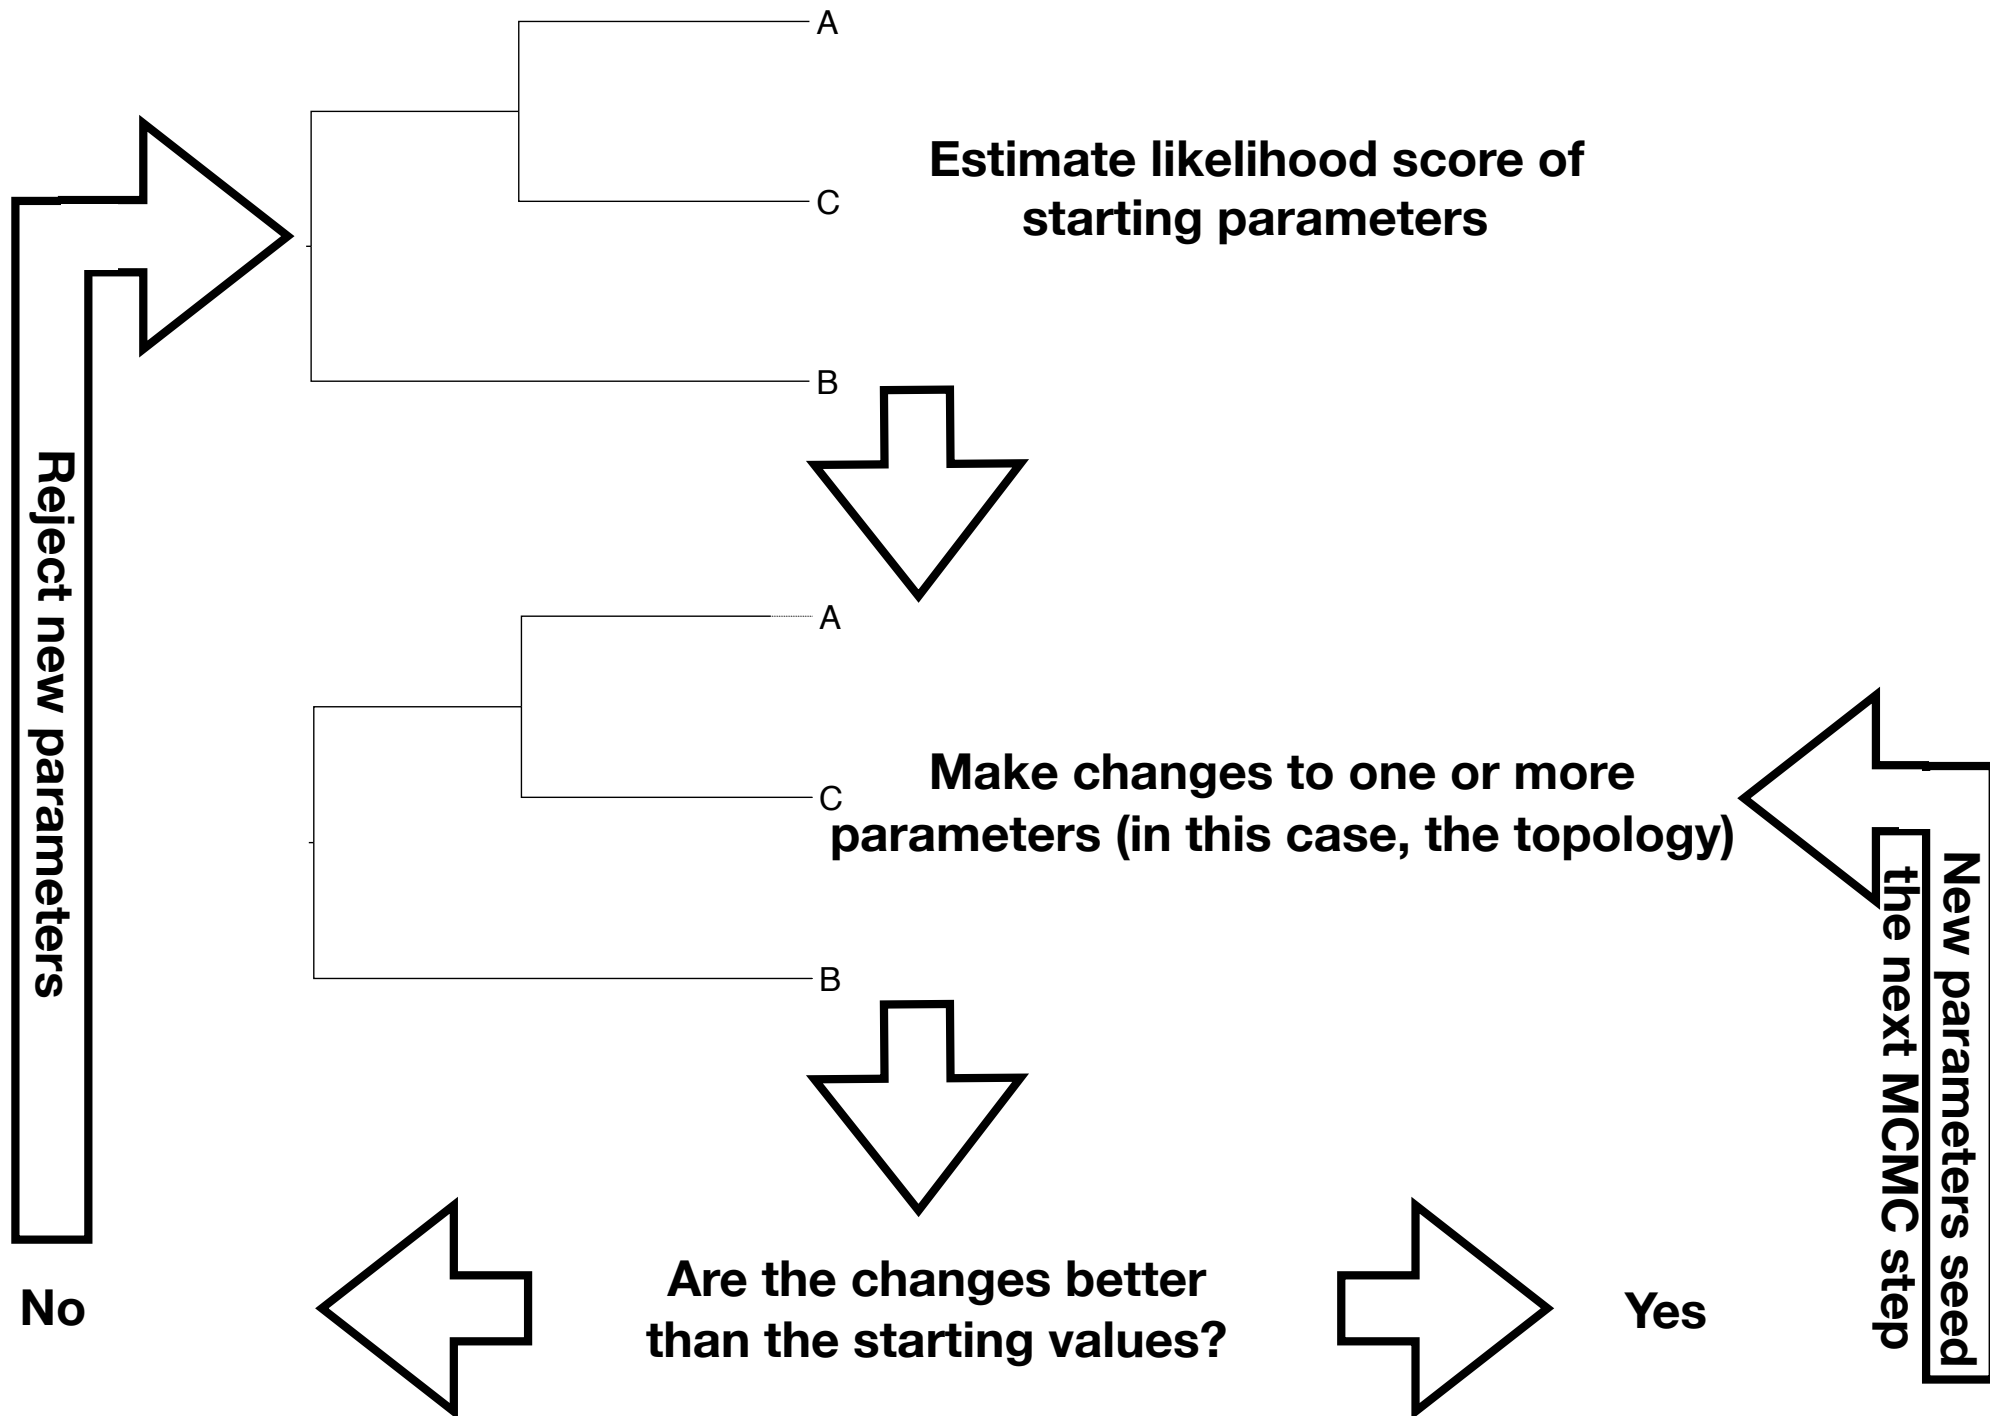 A
Estimate likelihood score of
starting parameters
C
B
Reject new parameters
A
Make changes to one or more
C
parameters (in this case, the topology)
B
New parameters seed
the next MCMC step
Are the changes better
than the starting values?
No
Yes